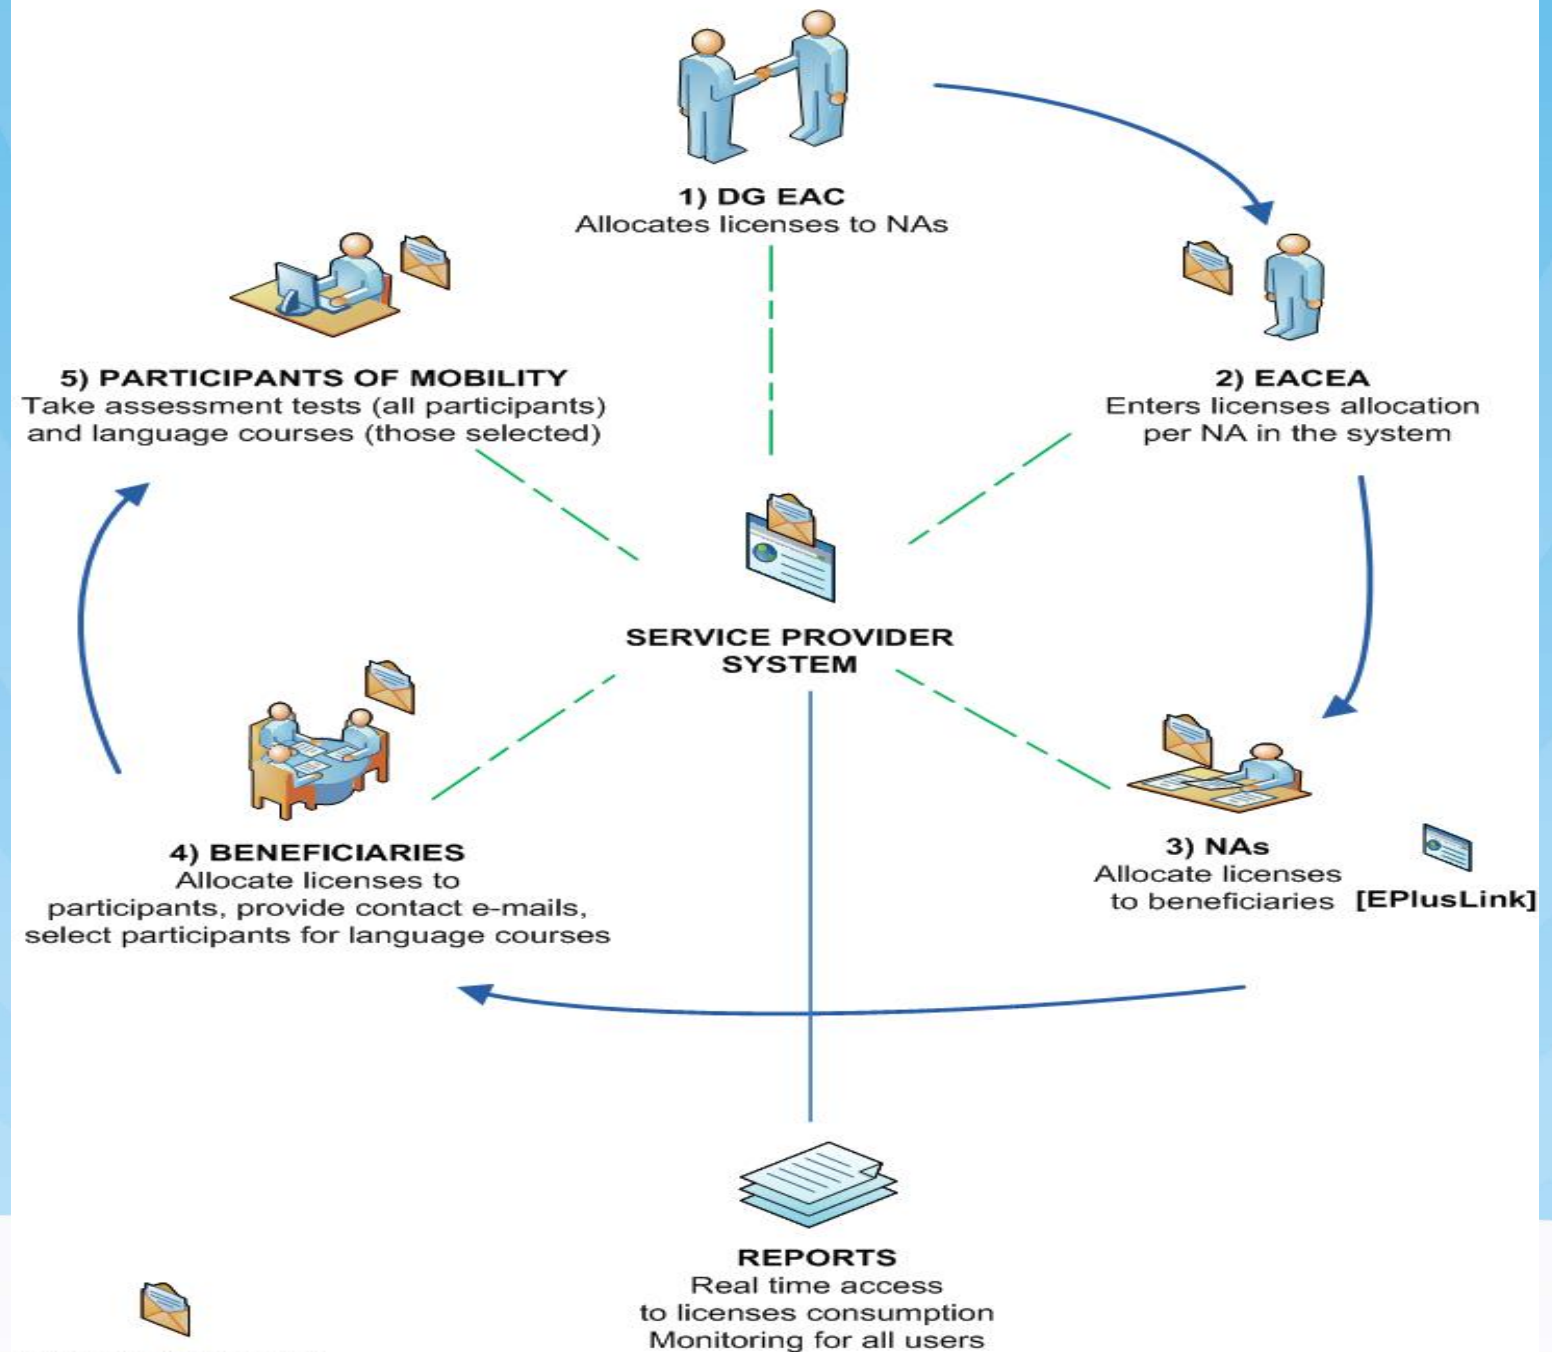 1) DG EAC
Allocates licenses to NAs
2) EACEA
Enters licenses allocation
per NA in the system
3) NAs
Allocate licenses
to beneficiaries
[EPlusLink]
4) BENEFICIARIES
Allocate licenses to
participants, provide contact e-mails,
select participants for language courses
5) PARTICIPANTS OF MOBILITY
Take assessment tests (all participants)
and language courses (those selected)
SERVICE PROVIDER
SYSTEM
REPORTS
Real time access
to licenses consumption
Monitoring for all users